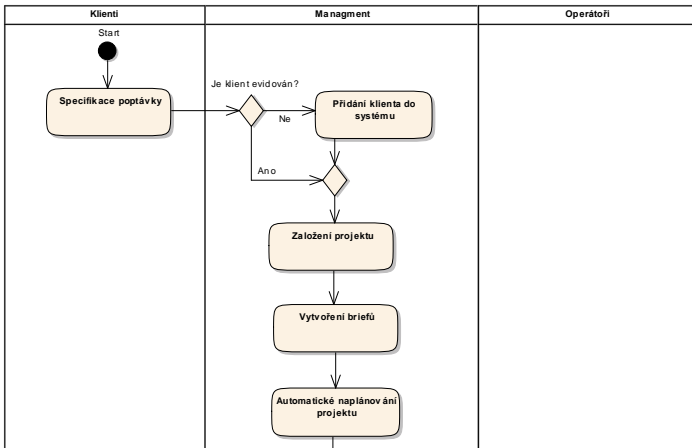 Klienti
Managment
Operátoři
Start
Je klient evidován?
Specifikace poptávky
Ne
Přidání klienta do
systému
Ano
Založení projektu
Vytvoření briefů
Automatické naplánování
projektu